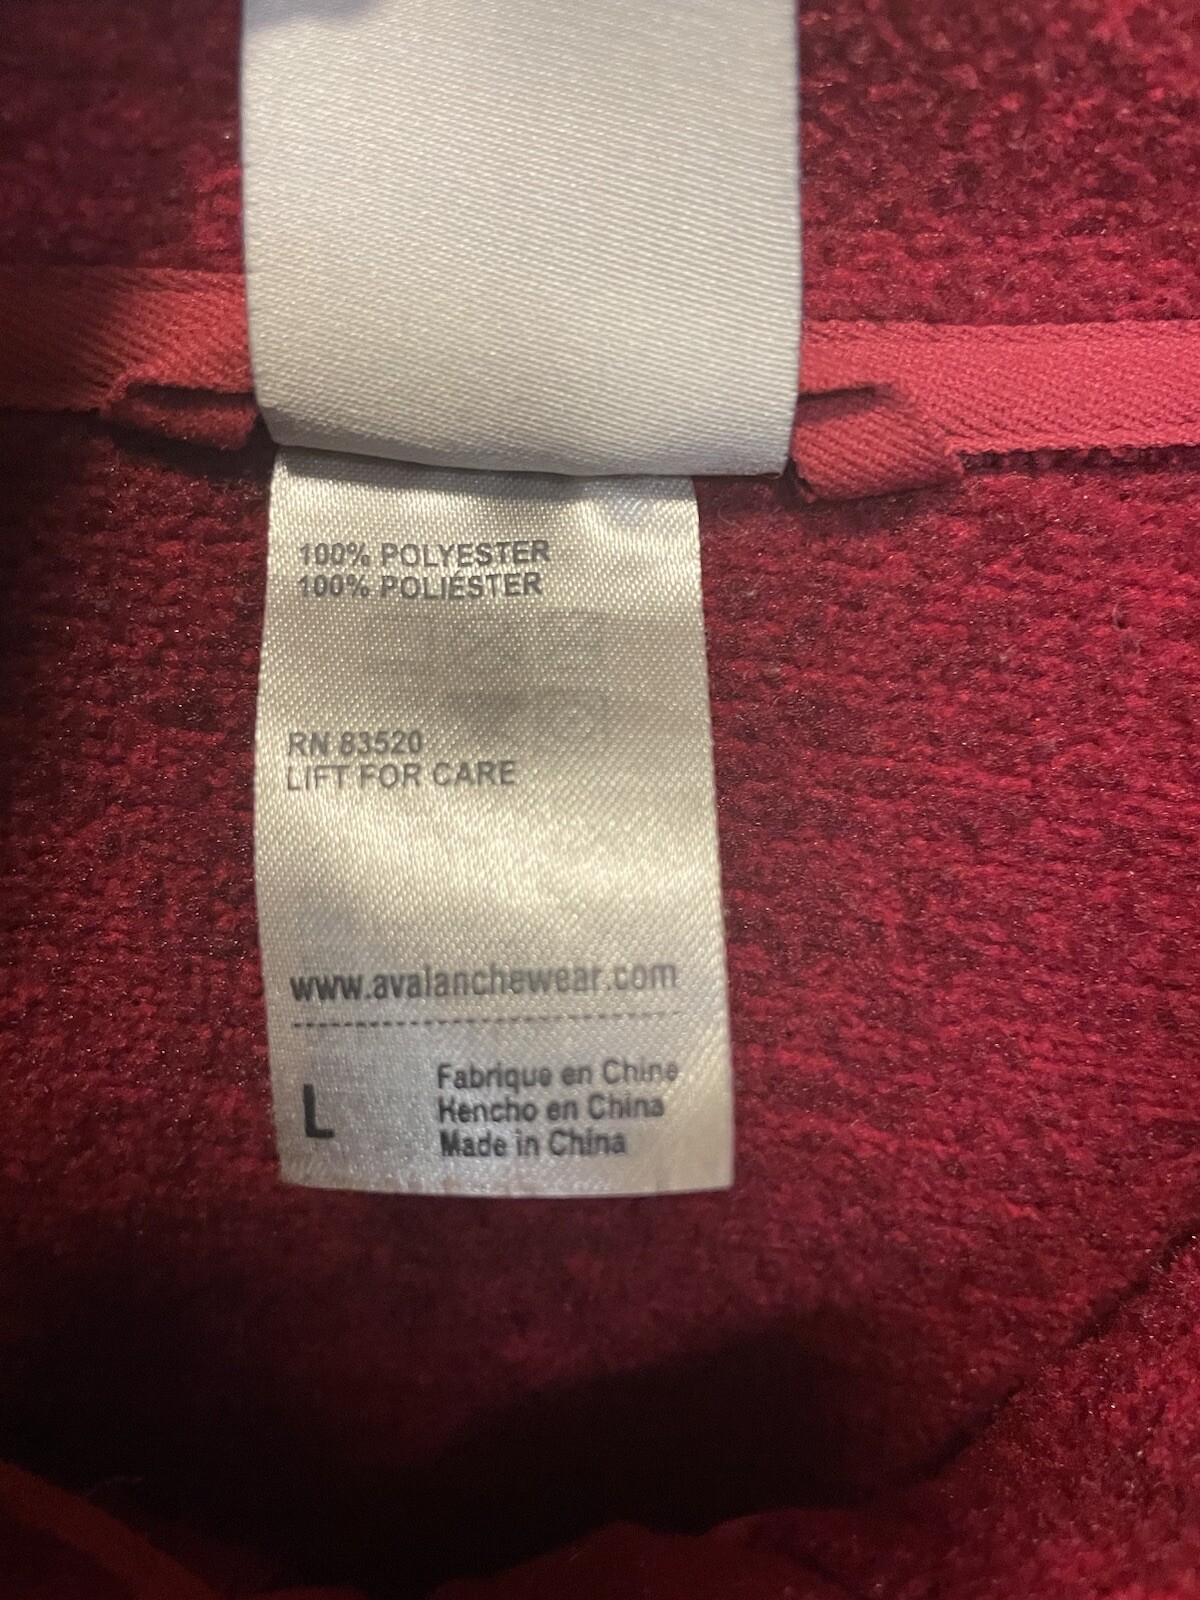 100% POLYESTER
100% POLIÉSTER
RN 83520
LIFT FOR CARE
www.avalanchewear.com
L
Fabrique en Chine
Hencho en China
Made in China